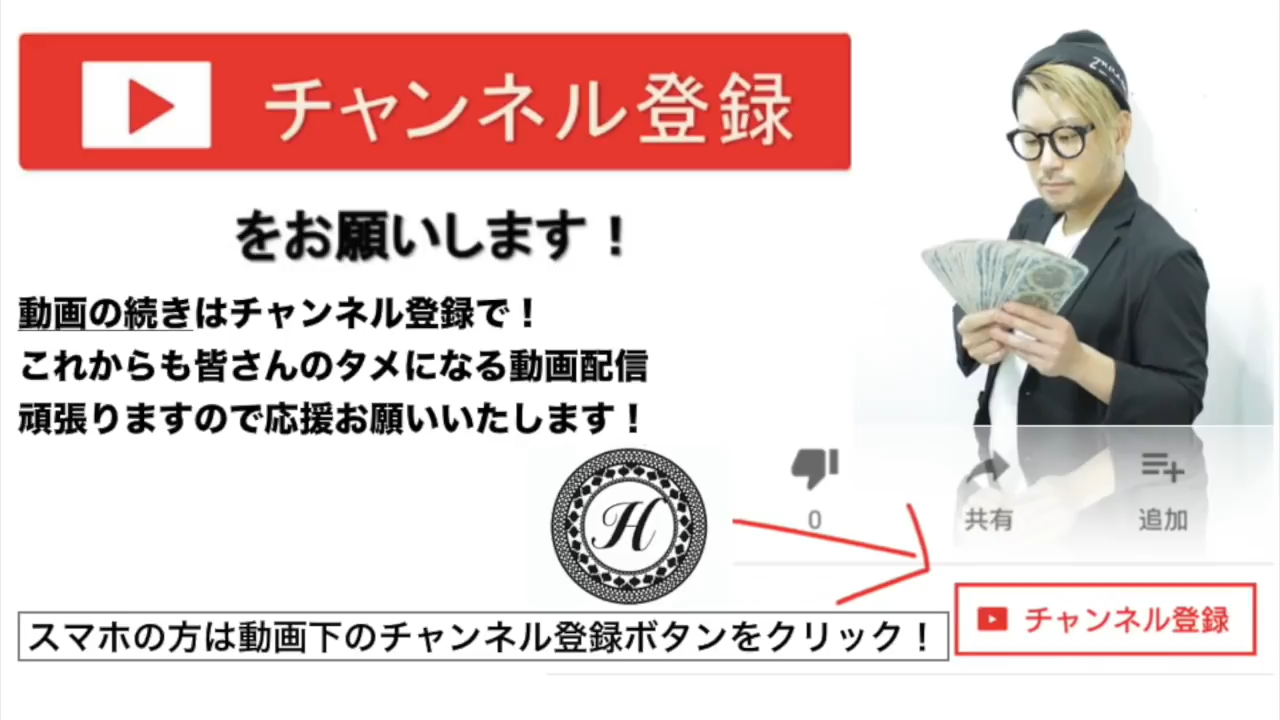 チャンネル登録
をお願いします！
動画の続きはチャンネル登録で！
これからも皆さんのタメになる動画配信
頑張りますので応援お願いいたします！
H
0
共有
追加
チャンネル登録
スマホの方は動画下のチャンネル登録ボタンをクリック！